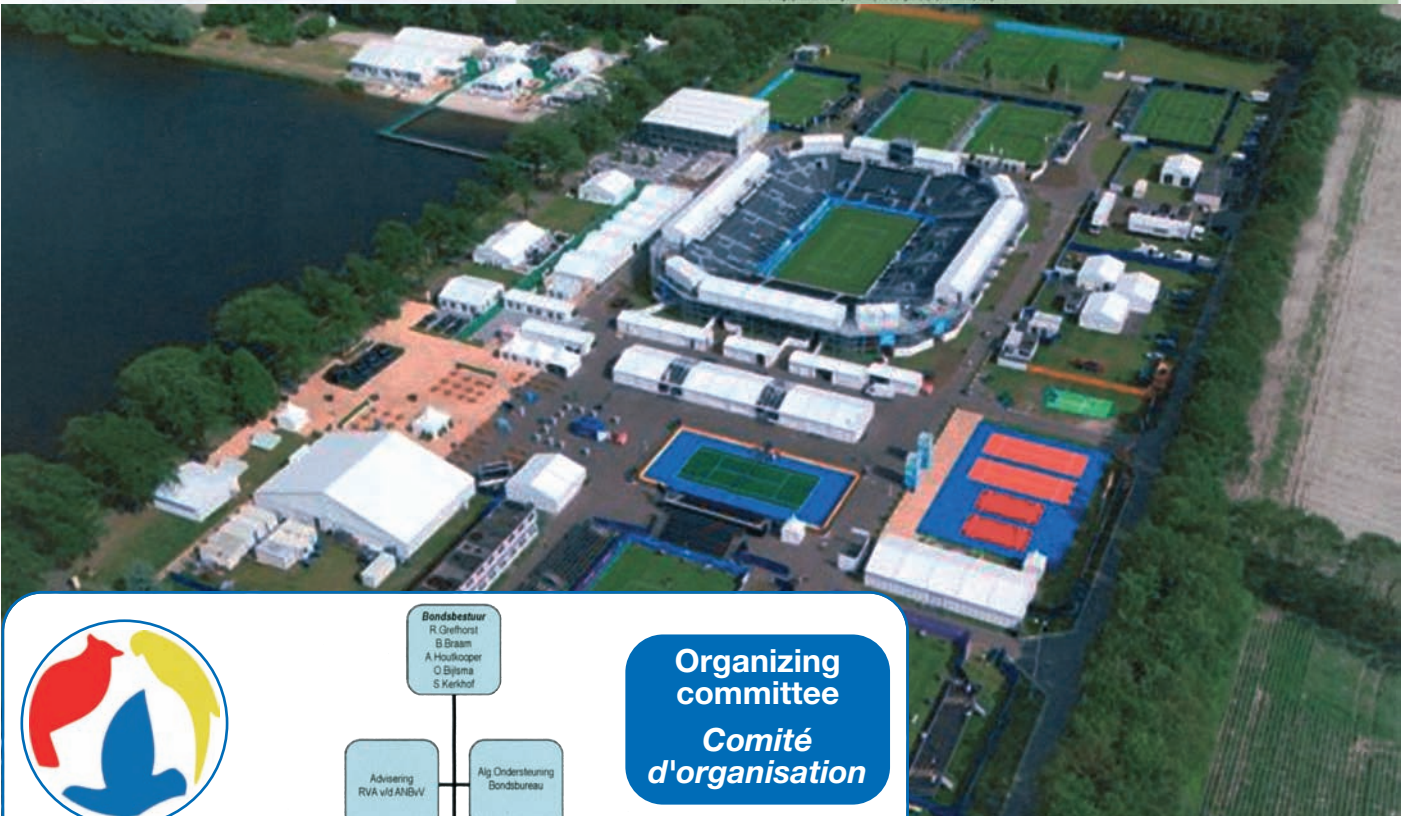 Bondsbestuur
R.Grefhorst
B.Braam
A.Houtkooper
O.Bijlsma
S.Kerkhof
Advisering
RVA v/d ANBvV
Alg.Ondersteuning
Bondsbureau
Organizing
committee
Comité
d'organisation